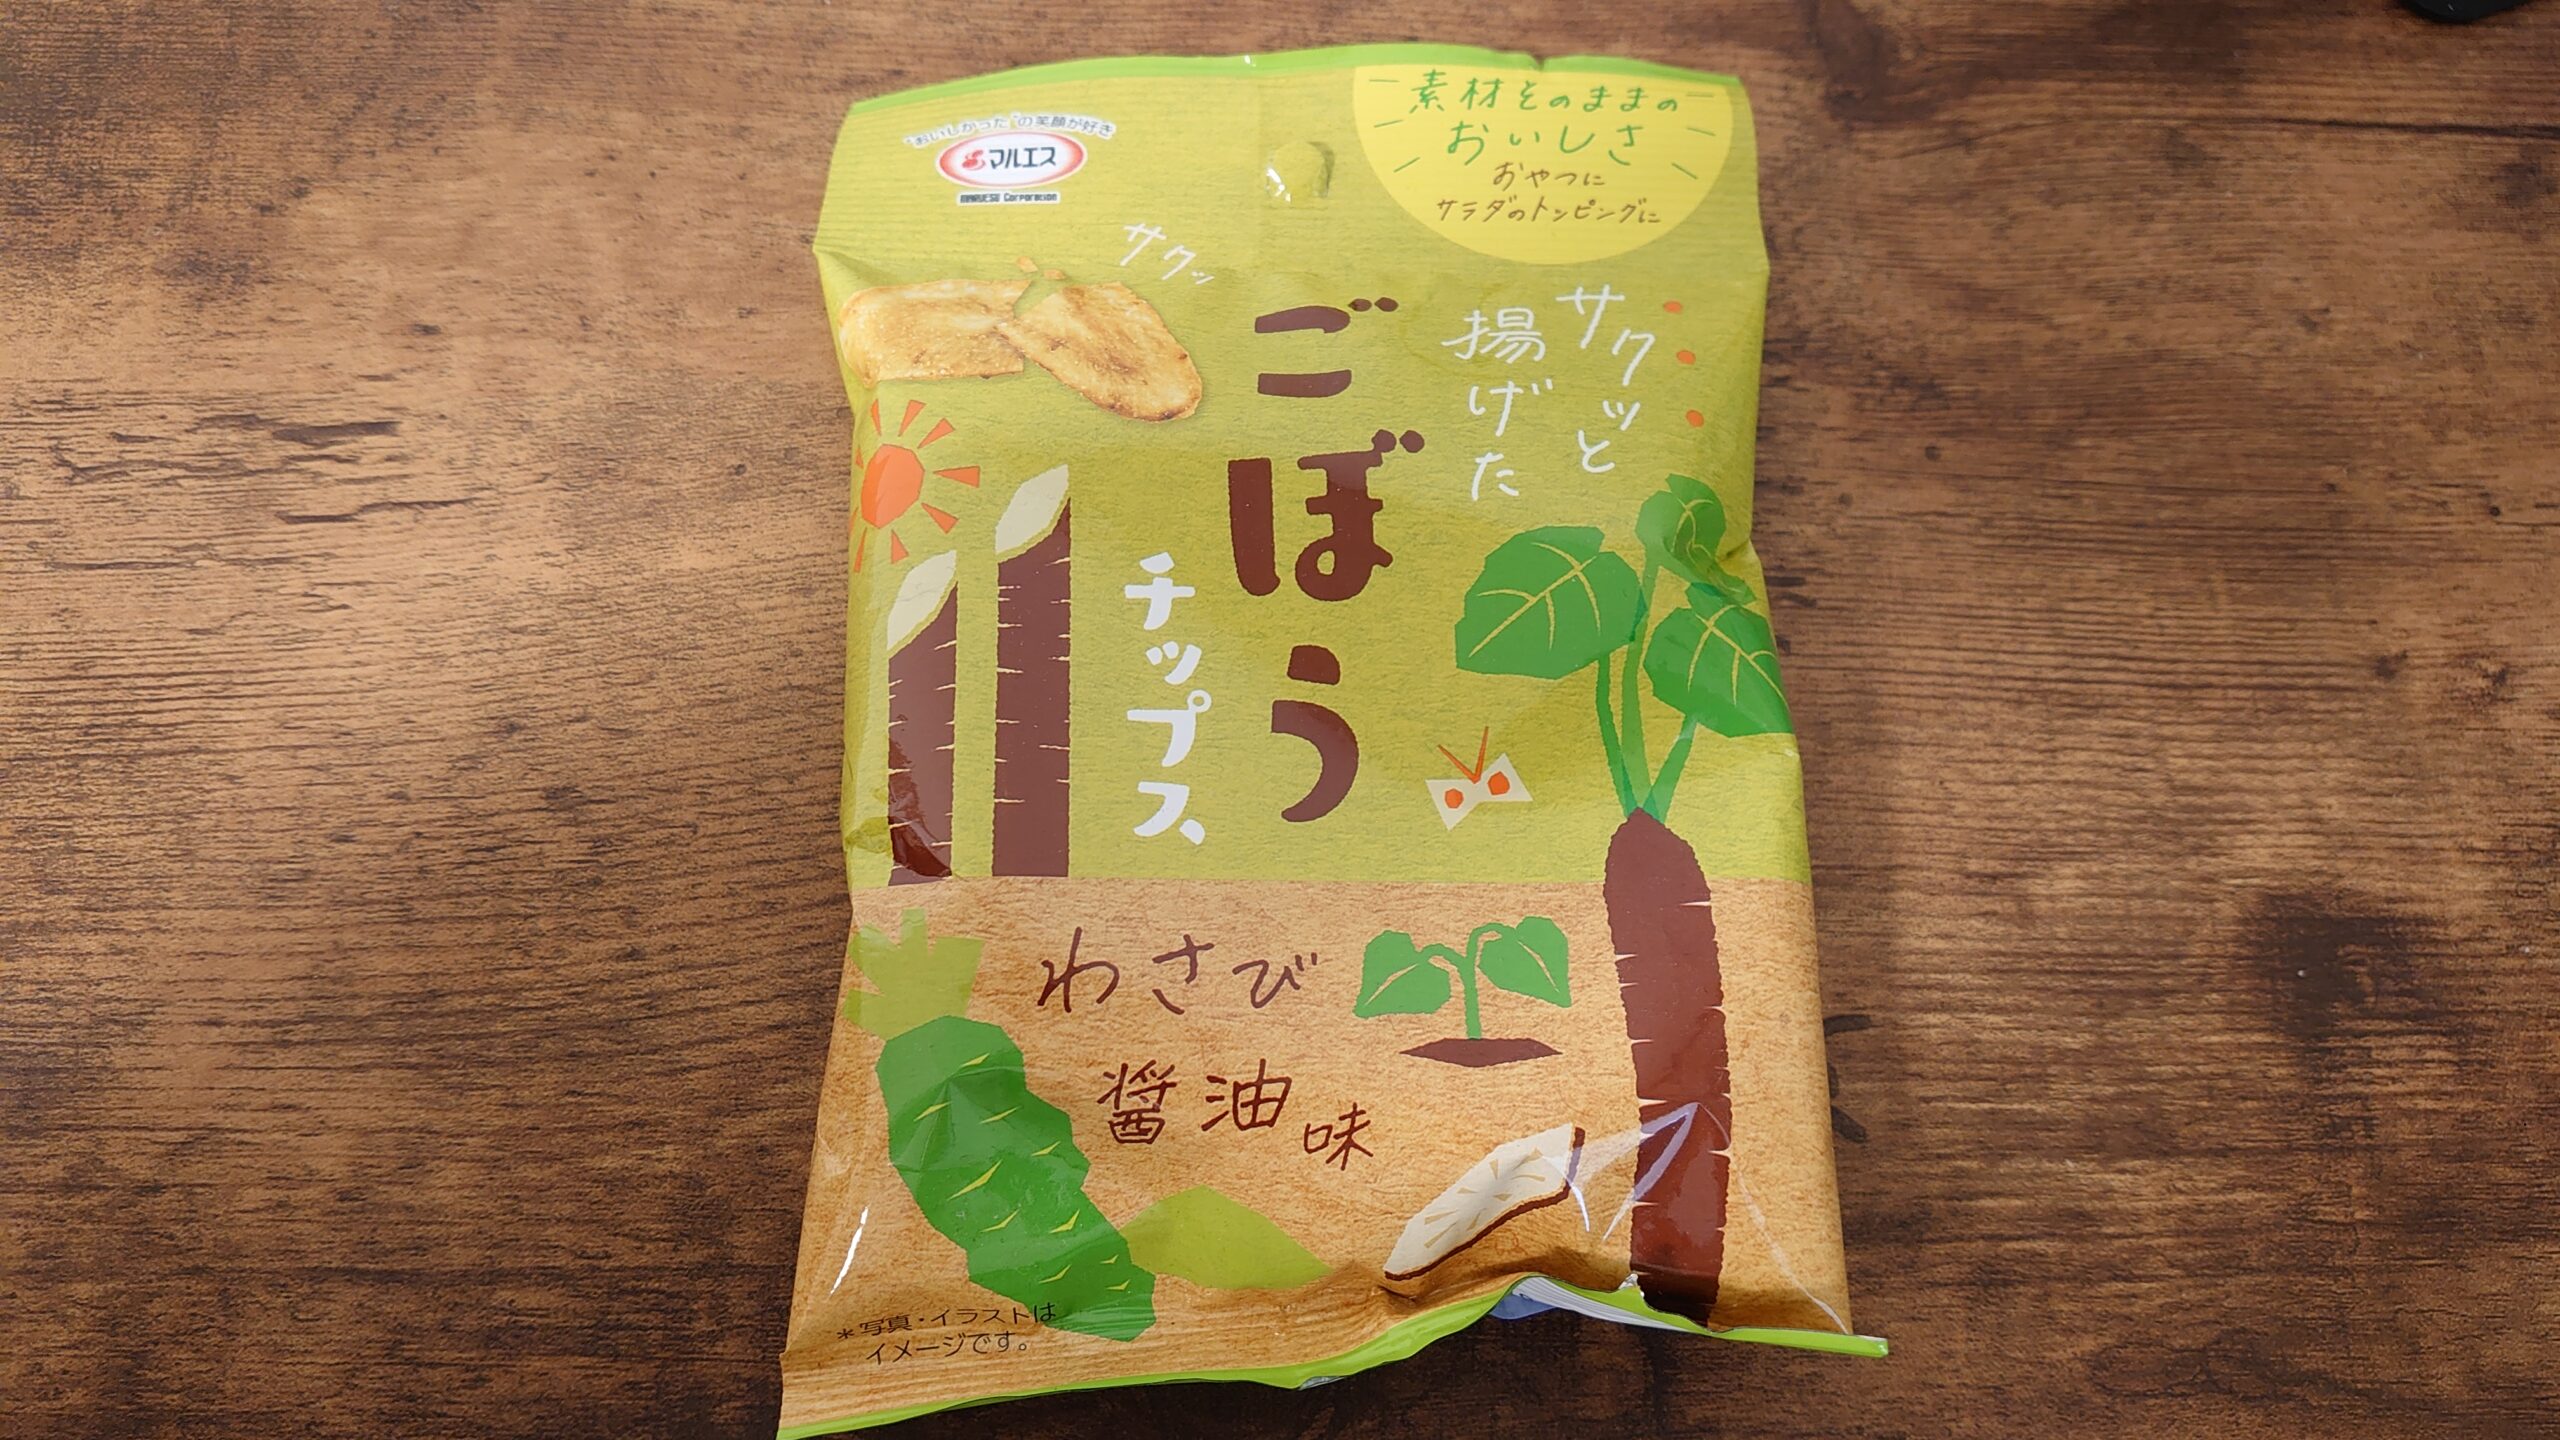 "おいしかった"の笑顔が好き
マルエス
MARUESU Corporation
素材そのままの
おいしさ
おやつに
サラダのトッピングに
サクッ
サクッと
揚げた
ごぼう
チップス
わさび
醤油味
*写真・イラストは
イメージです。